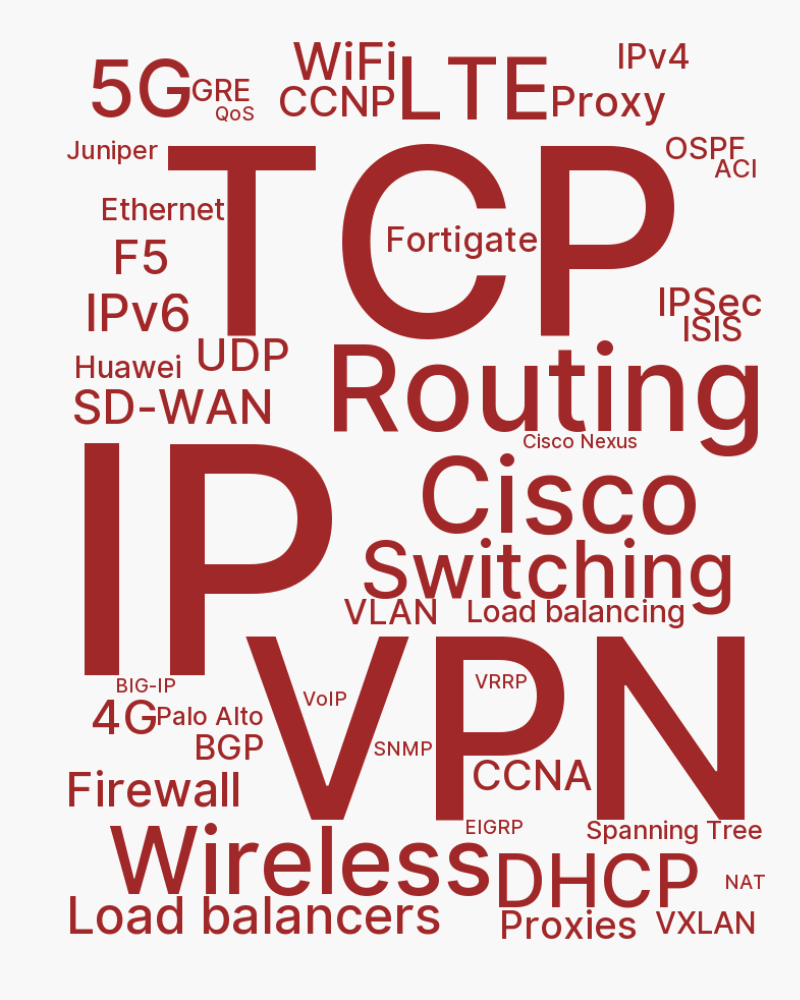 WiFi
IPv4
5G
GRE
CCNP
LTE
Proxy
QoS
Juniper
TCP
OSPF
ACI
Ethernet
Fortigate
F5
IPv6
IPSec
ISIS
UDP
Huawei
Routing
SD-WAN
Cisco Nexus
IP
Cisco
Switching
VLAN
Load balancing
BIG-IP
VPN
VRRP
VoIP
4G
Palo Alto
BGP
SNMP
CCNA
Firewall
EIGRP
Spanning Tree
Wireless
DHCP
NAT
Load balancers
Proxies
VXLAN